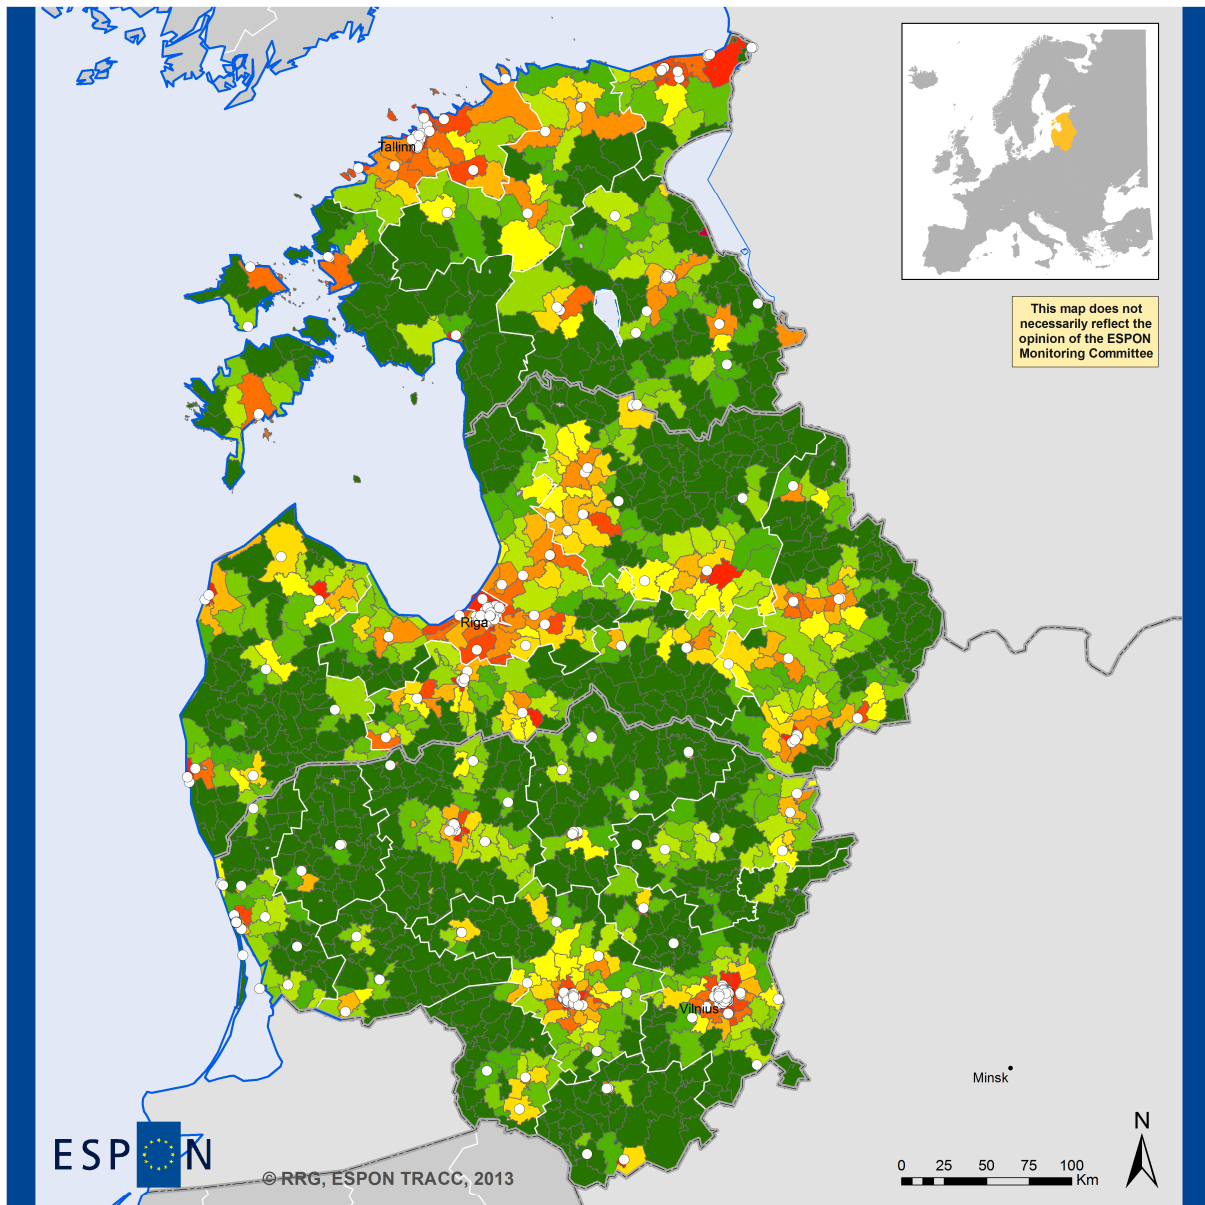 This map does not
necessarily reflect the
opinion of the ESPON
Monitoring Committee
Tallinn
Riga
Vilnius
Minsk
ESPON
© RRG, ESPON TRACC, 2013
N
0 25 50 75 100
Km